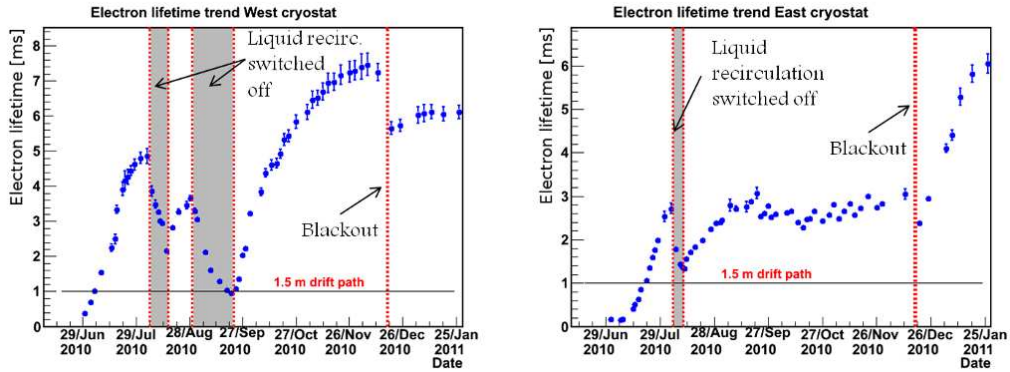 Electron lifetime trend West cryostat
Electron lifetime [ms]
8
7
6
5
4
3
2
1
0
Liquid recirc.
switched
off
Blackout
1.5 m drift path
29/Jun 29/Jul 28/Aug 27/Sep 27/Oct 26/Nov 26/Dec 25/Jan
2010 2010 2010 2010 2010 2010 2010 2011
Date
Electron lifetime trend East cryostat
Electron lifetime [ms]
6
5
4
3
2
1
0
Liquid
recirculation
switched off
Blackout
1.5 m drift path
29/Jun 29/Jul 28/Aug 27/Sep 27/Oct 26/Nov 26/Dec 25/Jan
2010 2010 2010 2010 2010 2010 2010 2011
Date